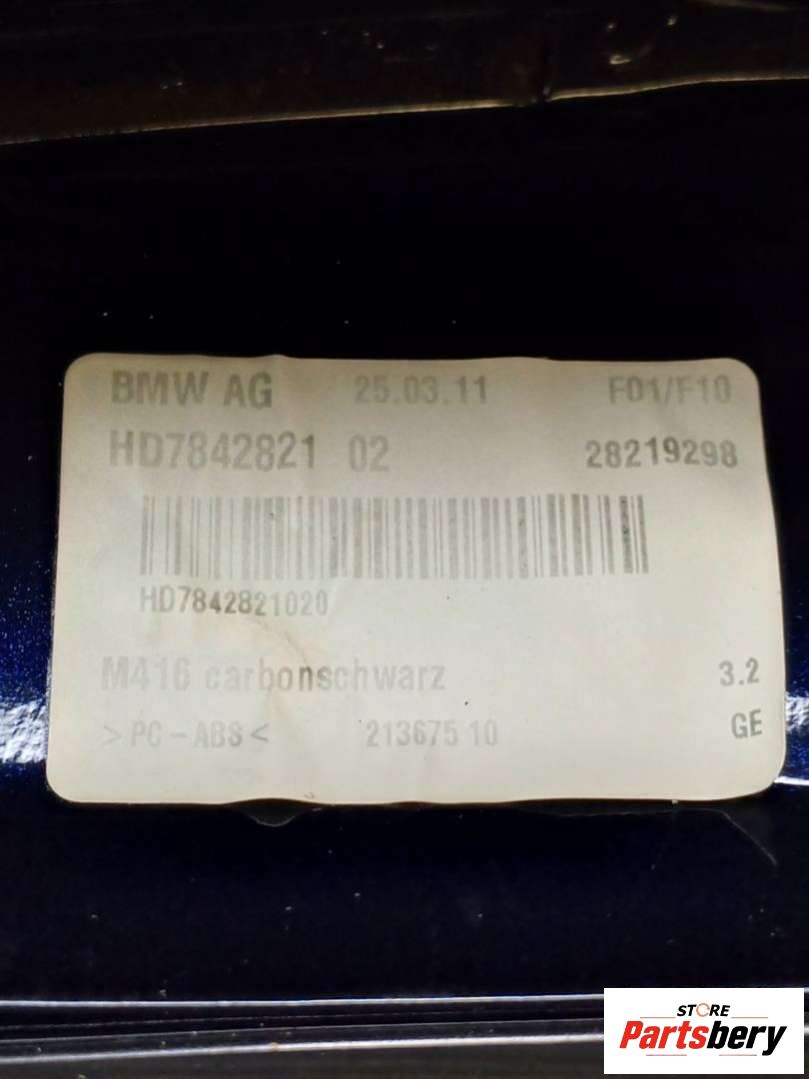 BMW AG 25.03.11 F01/F10
HD7842821 02 28219298
HD7842821020
M416 carbonschwarz 3.2
>PC-ABS< 213675 10 GE
STORE
Partsbery